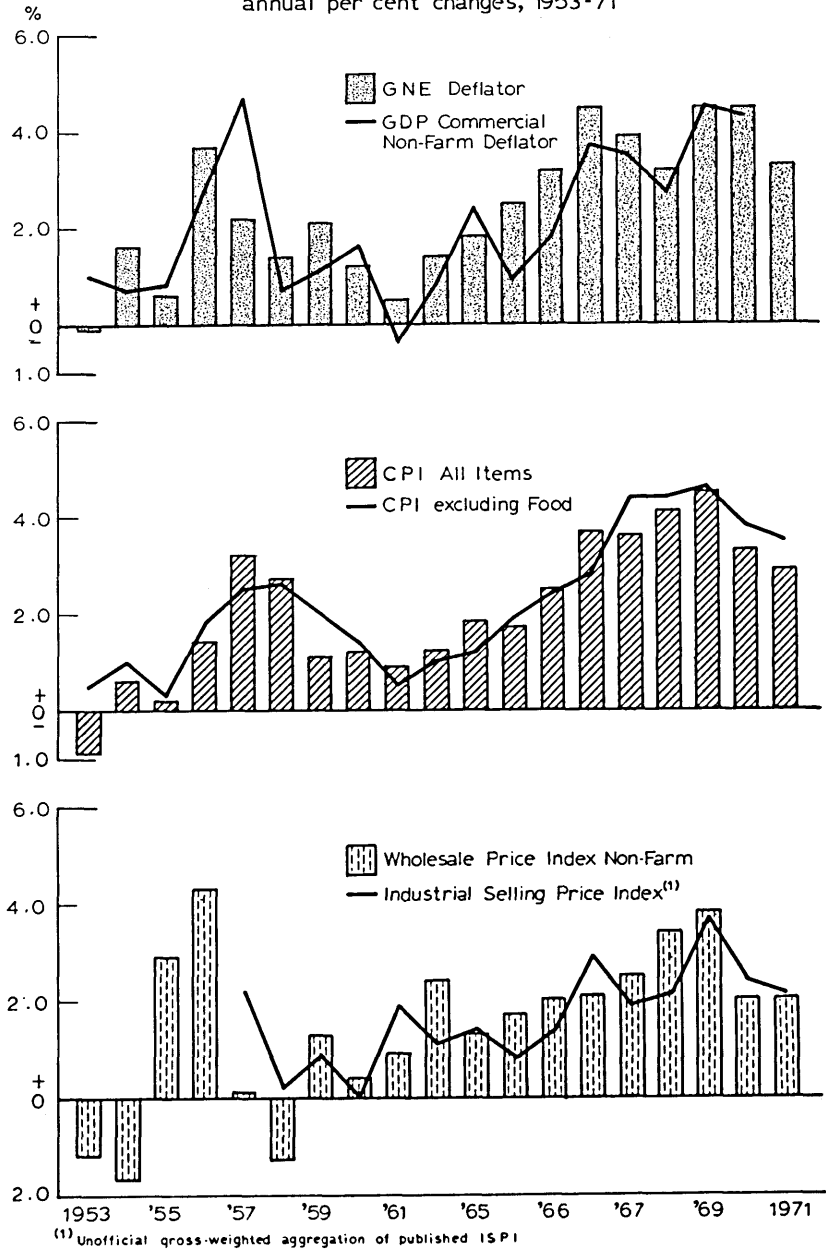 annual per cent changes, 1953-71
%
6.0
4.0
2.0
+
0
−
1.0
GNE Deflator
GDP Commercial
Non-Farm Deflator
6.0
4.0
2.0
+
0
−
1.0
CPI All Items
CPI excluding Food
6.0
4.0
2.0
+
0
2.0
Wholesale Price Index Non-Farm
Industrial Selling Price Index(1)
1953 '55 '57 '59 '61 '65 '66 '67 '69 1971
(1) Unofficial gross-weighted aggregation of published ISPI